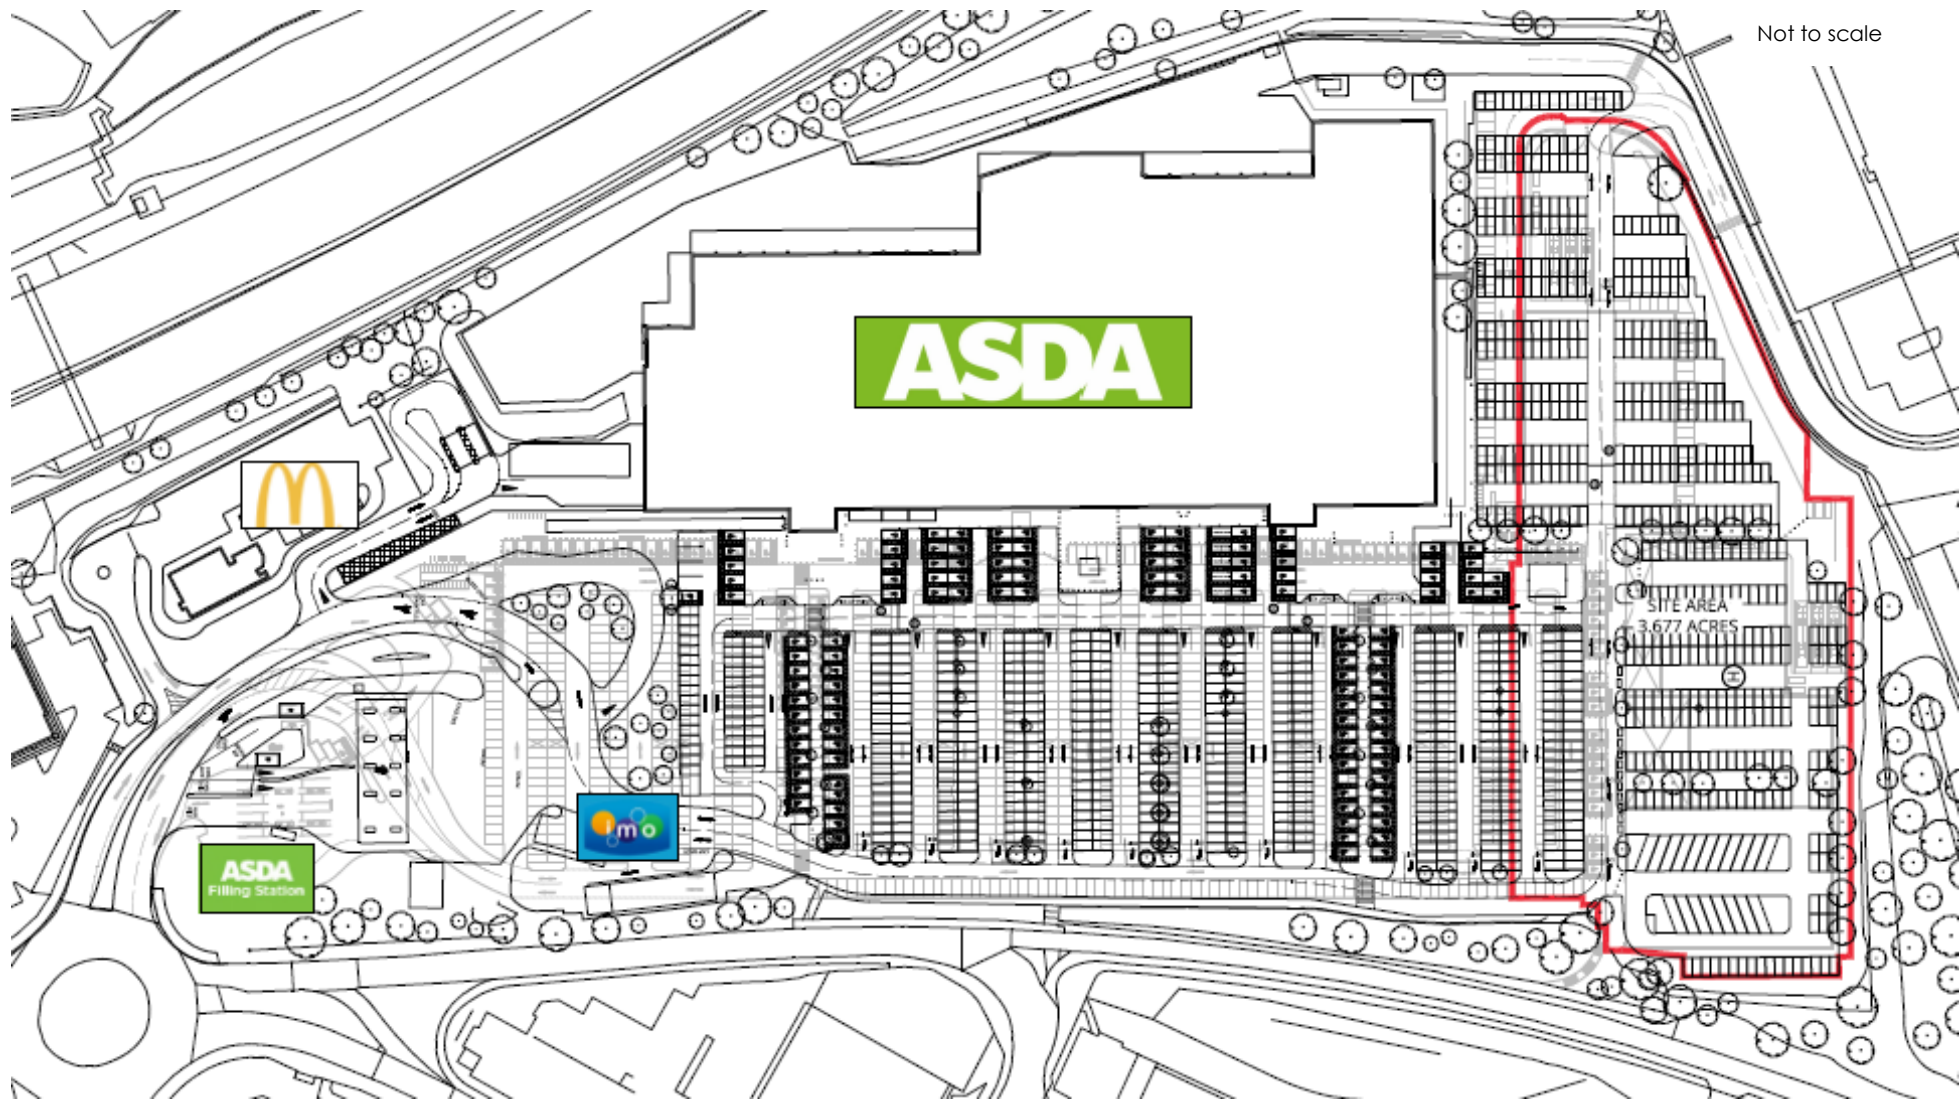 Not to scale
ASDA
SITE AREA
3.677 ACRES
imo
ASDA
Filling Station